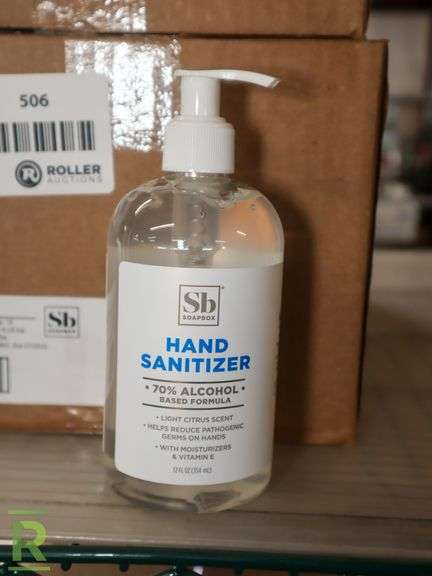 506
R ROLLER
AUCTIONS
Sb
SOAPBOX
Sb®
SOAPBOX
HAND
SANITIZER
• 70% ALCOHOL •
BASED FORMULA
• LIGHT CITRUS SCENT
• HELPS REDUCE PATHOGENIC
GERMS ON HANDS
• WITH MOISTURIZERS
& VITAMIN E
12 FL OZ (354 mL)
R